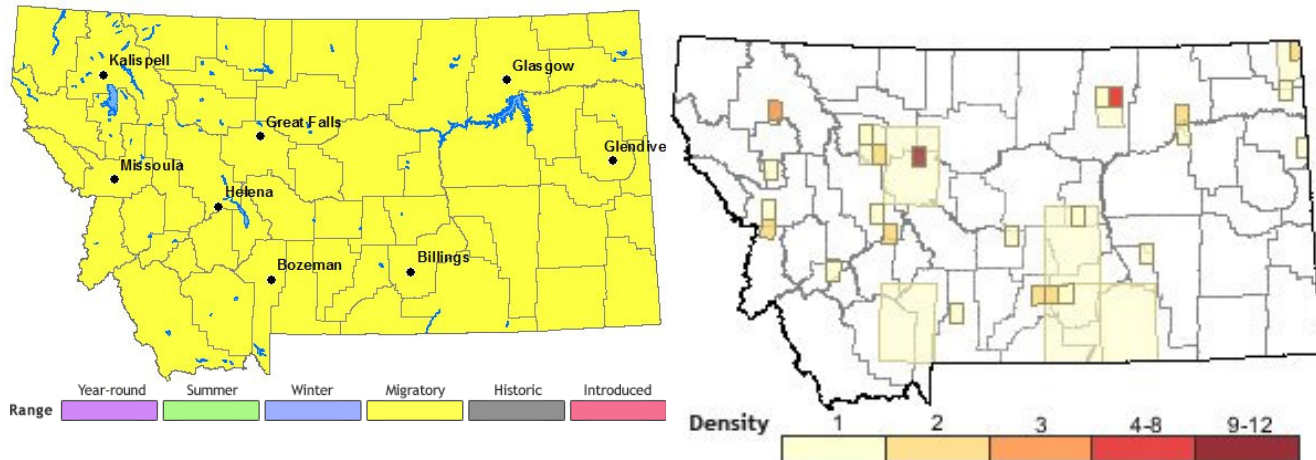 Kalispell
Glasgow
Great Falls
Glendive
Missoula
Helena
Bozeman
Billings
Year-round Summer Winter Migratory Historic Introduced
Range
Density 1 2 3 4-8 9-12